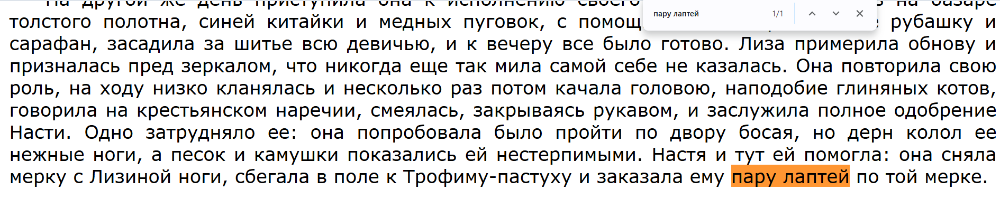 На другой же день приступила она к исполнению своего на базаре
пару лаптей 1/1
толстого полотна, синей китайки и медных пуговок, с рубашку и
сарафан, засадила за шитье всю девичью, и к вечеру все было готово. Лиза примерила обнову и
призналась пред зеркалом, что никогда еще так мила самой себе не казалась. Она повторила свою
роль, на ходу низко кланялась и несколько раз потом качала головою, наподобие глиняных котов,
говорила на крестьянском наречии, смеялась, закрываясь рукавом, и заслужила полное одобрение
Насти. Одно затрудняло ее: она попробовала было пройти по двору босая, но дерн колол ее
нежные ноги, а песок и камушки показались ей нестерпимыми. Настя и тут ей помогла: она сняла
мерку с Лизиной ноги, сбегала в поле к Трофиму-пастуху и заказала ему пару лаптей по той мерке.